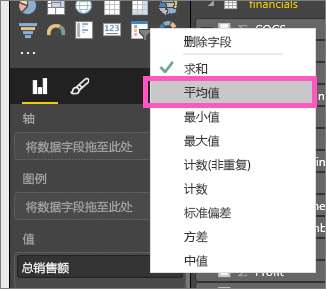 financials
COGS
删除字段
求和
平均值
最小值
最大值
计数(非重复)
计数
标准偏差
方差
中值
轴
将数据字段拖至此处
图例
将数据字段拖至此处
值
总销售额
Profit